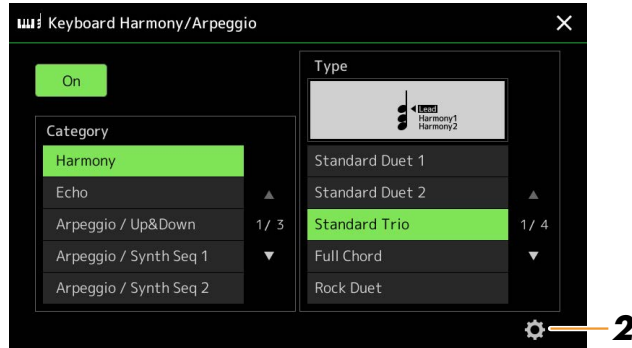 Keyboard Harmony/Arpeggio
On
Category
Harmony
Echo
Arpeggio / Up&Down
Arpeggio / Synth Seq 1
Arpeggio / Synth Seq 2
1/ 3
Type
Lead
Harmony1
Harmony2
Standard Duet 1
Standard Duet 2
Standard Trio
Full Chord
Rock Duet
1/ 4
2